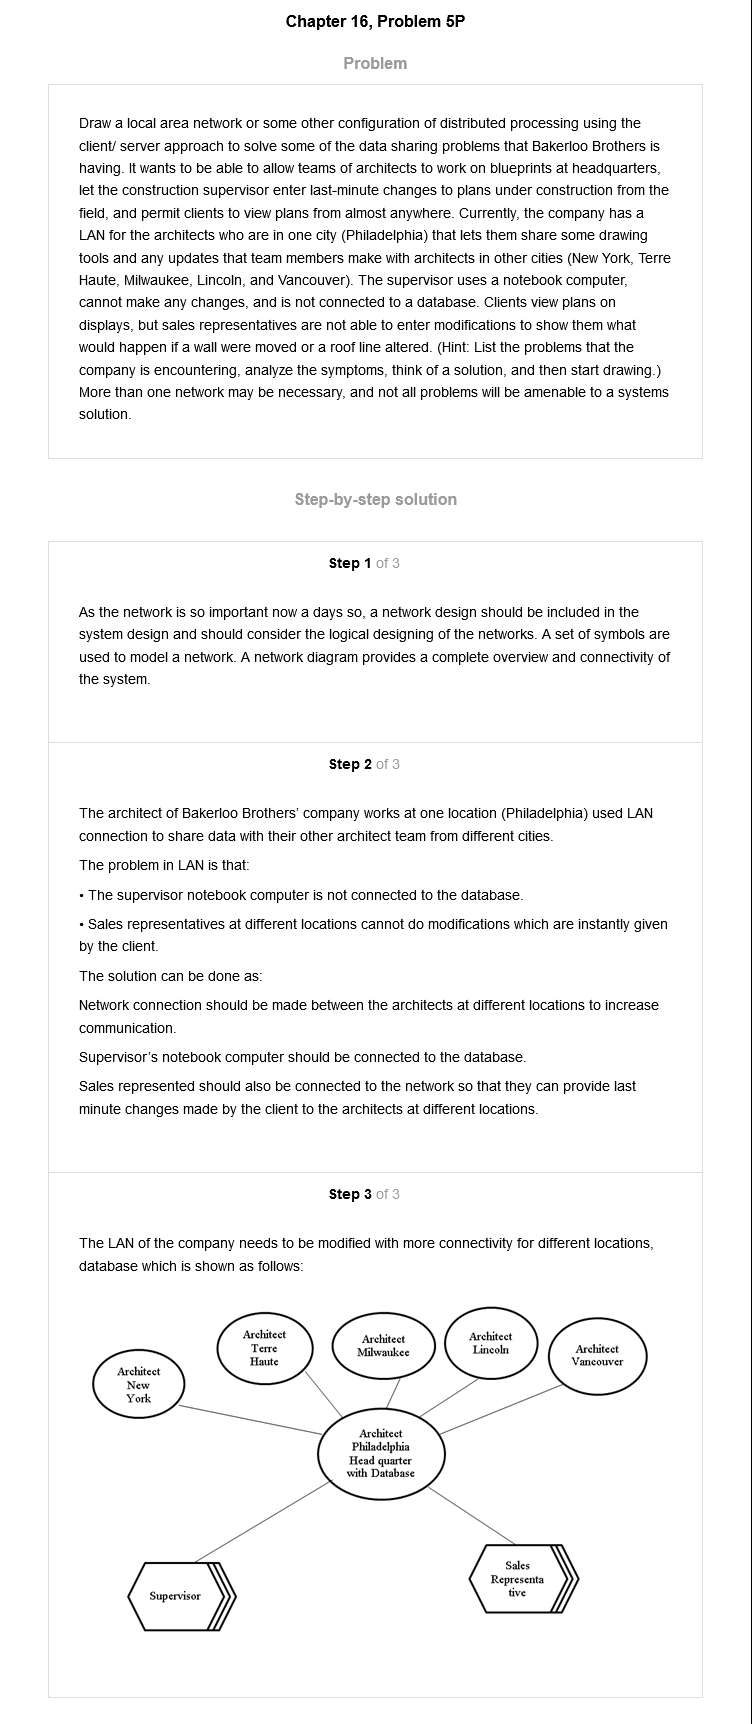 Chapter 16, Problem 5P
Problem
Draw a local area network or some other configuration of distributed processing using the
client/ server approach to solve some of the data sharing problems that Bakerloo Brothers is
having. It wants to be able to allow teams of architects to work on blueprints at headquarters,
let the construction supervisor enter last-minute changes to plans under construction from the
field, and permit clients to view plans from almost anywhere. Currently, the company has a
LAN for the architects who are in one city (Philadelphia) that lets them share some drawing
tools and any updates that team members make with architects in other cities (New York, Terre
Haute, Milwaukee, Lincoln, and Vancouver). The supervisor uses a notebook computer,
cannot make any changes, and is not connected to a database. Clients view plans on
displays, but sales representatives are not able to enter modifications to show them what
would happen if a wall were moved or a roof line altered. (Hint: List the problems that the
company is encountering, analyze the symptoms, think of a solution, and then start drawing.)
More than one network may be necessary, and not all problems will be amenable to a systems
solution.
Step-by-step solution
Step 1 of 3
As the network is so important now a days so, a network design should be included in the
system design and should consider the logical designing of the networks. A set of symbols are
used to model a network. A network diagram provides a complete overview and connectivity of
the system.
Step 2 of 3
The architect of Bakerloo Brothers' company works at one location (Philadelphia) used LAN
connection to share data with their other architect team from different cities.
The problem in LAN is that:
• The supervisor notebook computer is not connected to the database.
• Sales representatives at different locations cannot do modifications which are instantly given
by the client.
The solution can be done as:
Network connection should be made between the architects at different locations to increase
communication.
Supervisor's notebook computer should be connected to the database.
Sales represented should also be connected to the network so that they can provide last
minute changes made by the client to the architects at different locations.
Step 3 of 3
The LAN of the company needs to be modified with more connectivity for different locations,
database which is shown as follows:
Architect
New
York
Architect
Terre
Haute
Architect
Milwaukee
Architect
Lincoln
Architect
Vancouver
Architect
Philadelphia
Head quarter
with Database
Supervisor
Sales
Representa
tive